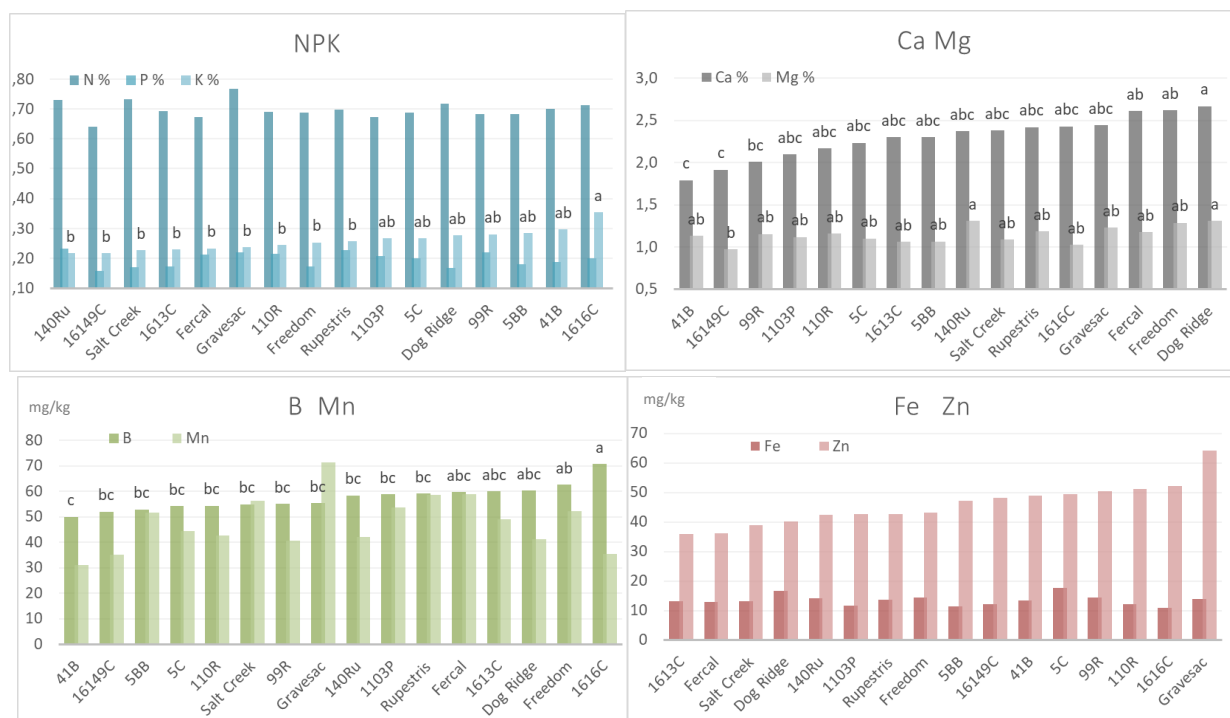 NPK
N % P % K %
,80
,70
,60
,50
,40
,30
,20
,10
a
b b b b b b b b b ab ab ab ab ab ab
140Ru 16149C Salt Creek 1613C Fercal Gravesac 110R Freedom Rupestris 1103P 5C Dog Ridge 99R 5BB 41B 1616C
Ca Mg
Ca %
Mg %
3,0
2,5
2,0
1,5
1,0
0,5
c c bc abc abc abc abc abc abc abc abc abc abc ab ab a
ab b ab ab ab ab ab ab a ab ab ab ab ab ab a
41B 16149C 99R 1103P 110R 5C 1613C 5BB 140Ru Salt Creek Rupestris 1616C Gravesac Fercal Freedom Dog Ridge
mg/kg
B Mn
B Mn
80
70
60
50
40
30
20
10
0
c bc bc bc bc bc bc bc bc bc bc abc abc abc ab a
41B 16149C 5BB 5C 110R Salt Creek 99R Gravesac 140Ru 1103P Rupestris Fercal 1613C Dog Ridge Freedom 1616C
mg/kg
Fe Zn
Fe Zn
70
60
50
40
30
20
10
0
1613C Fercal Salt Creek Dog Ridge 140Ru 1103P Rupestris Freedom 5BB 16149C 41B 5C 99R 110R 1616C Gravesac